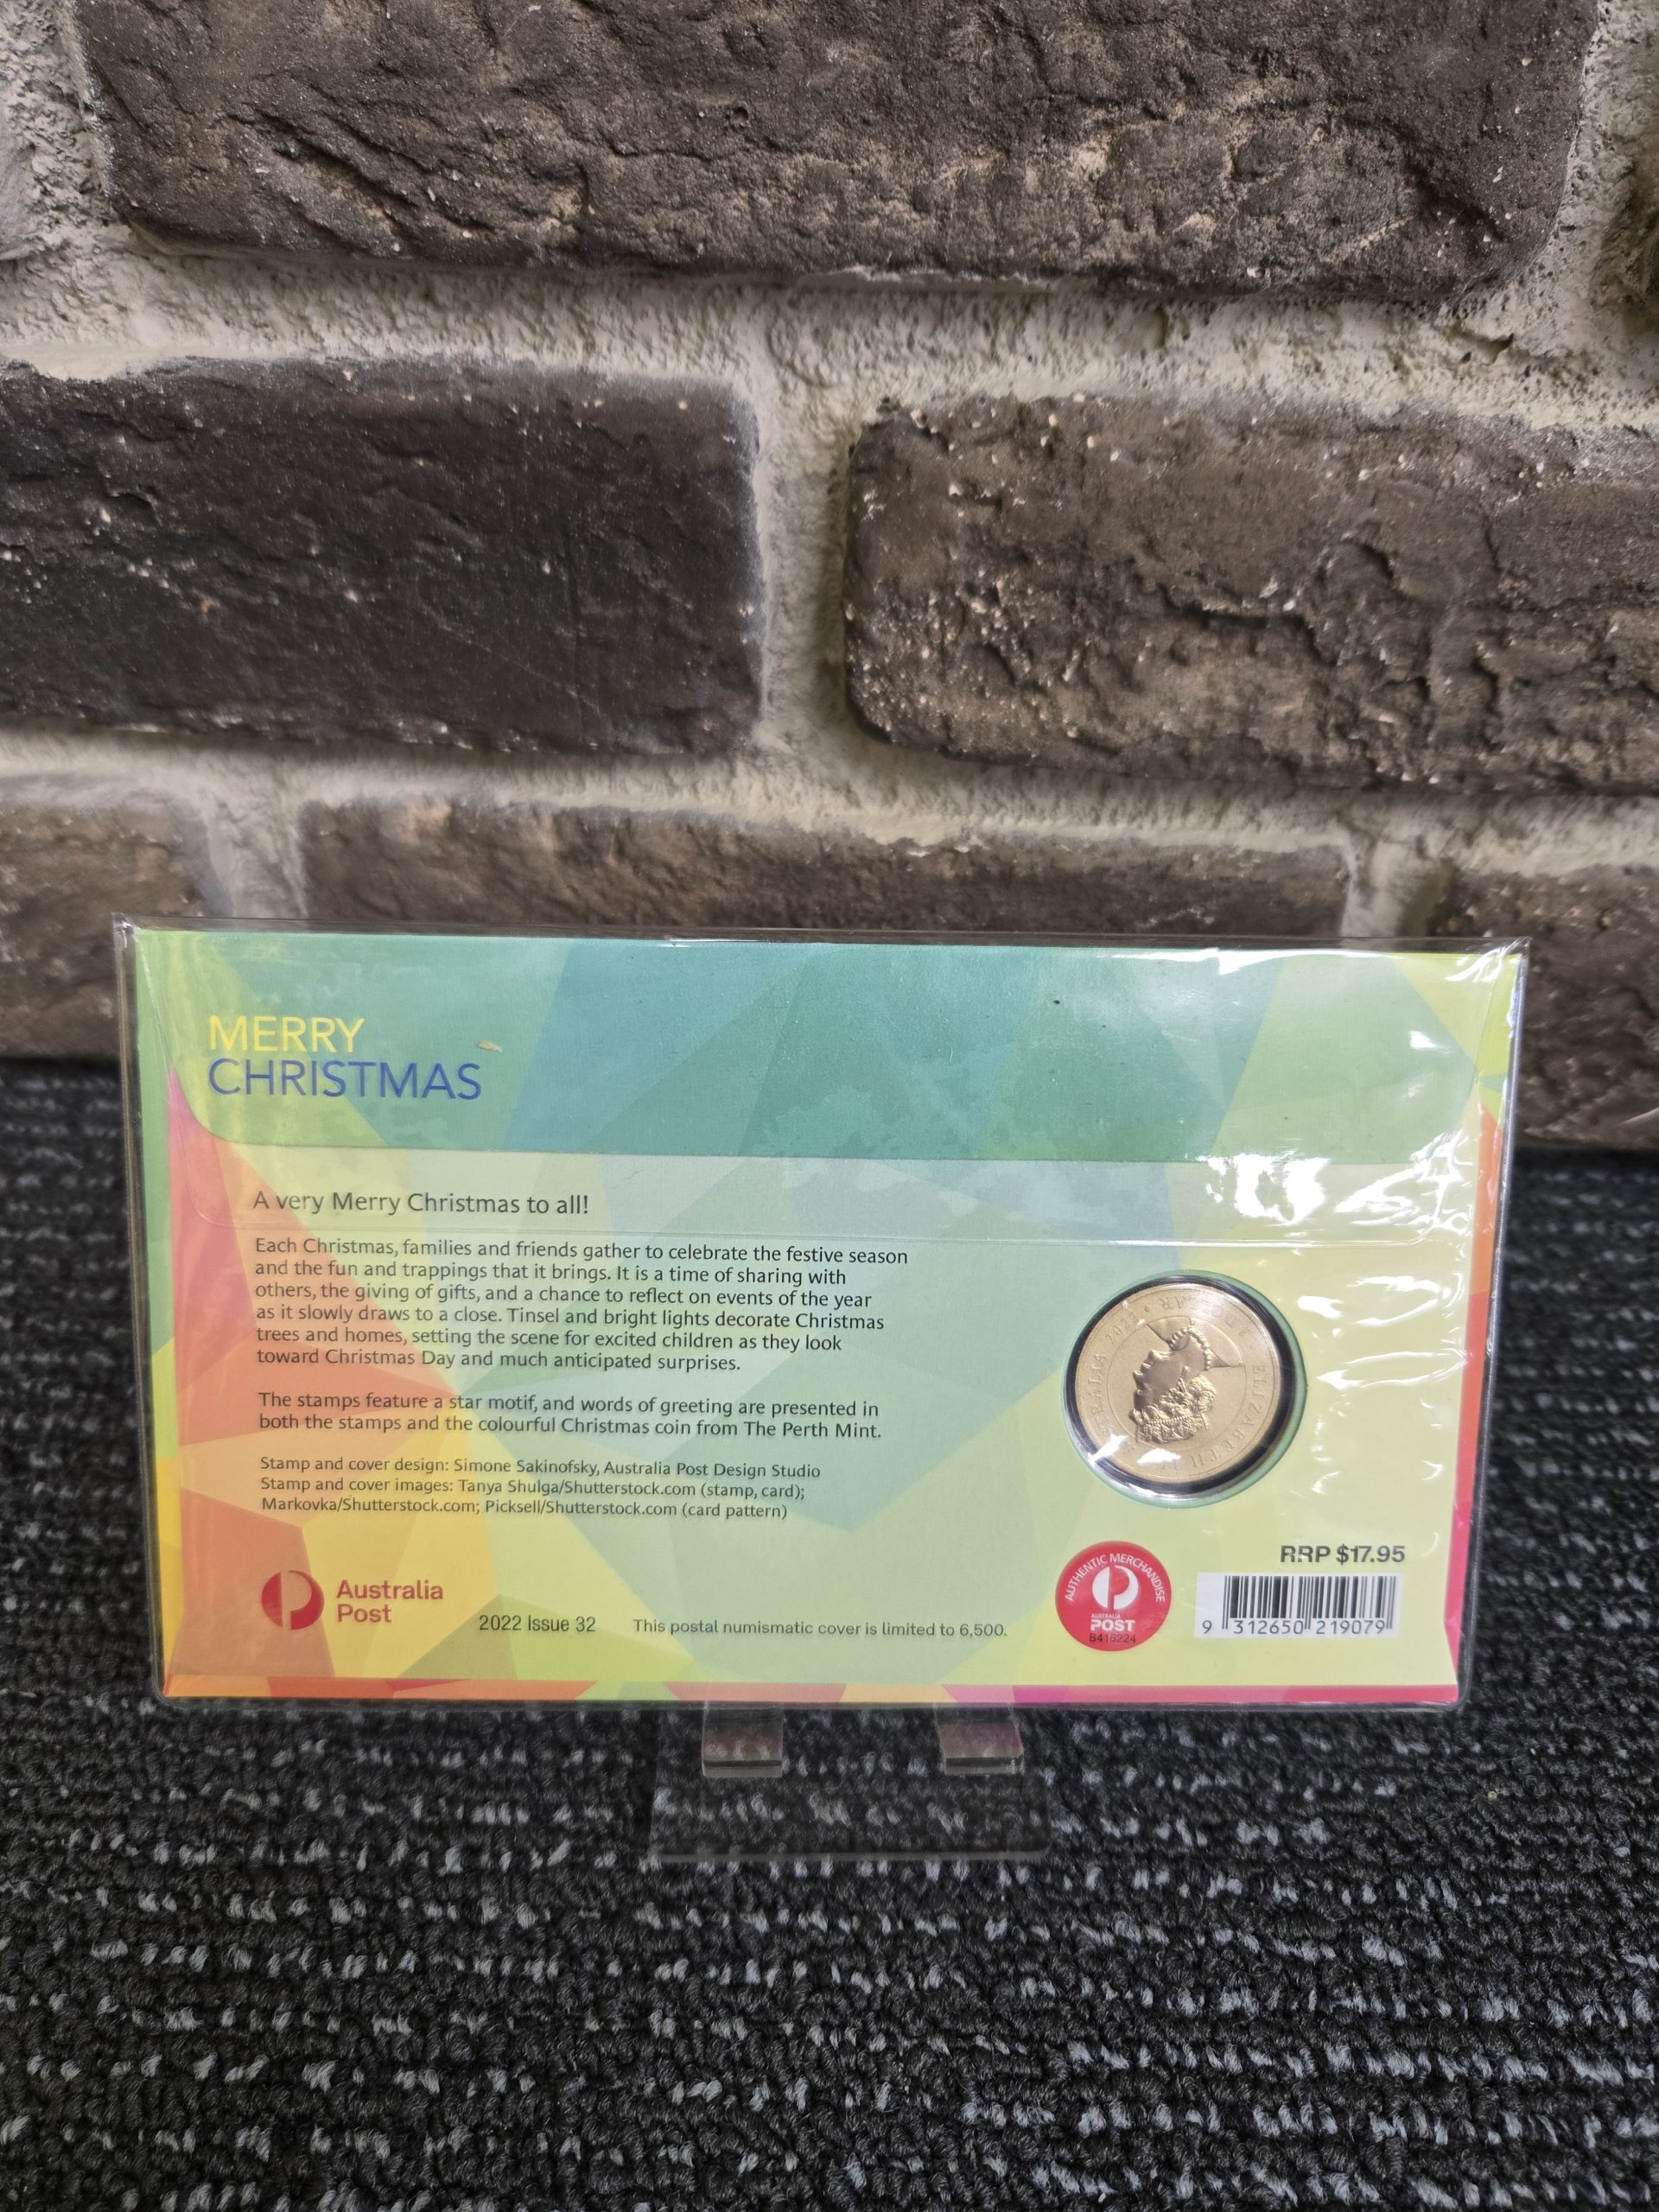 MERRY
CHRISTMAS
A very Merry Christmas to all!
Each Christmas, families and friends gather to celebrate the festive season
and the fun and trappings that it brings. It is a time of sharing with
others, the giving of gifts, and a chance to reflect on events of the year
as it slowly draws to a close. Tinsel and bright lights decorate Christmas
trees and homes, setting the scene for excited children as they look
toward Christmas Day and much anticipated surprises.
The stamps feature a star motif, and words of greeting are presented in
both the stamps and the colourful Christmas coin from The Perth Mint.
Stamp and cover design: Simone Sakinofsky, Australia Post Design Studio
Stamp and cover images: Tanya Shulga/Shutterstock.com (stamp, card);
Markovka/Shutterstock.com; Picksell/Shutterstock.com (card pattern)
ELIZABETH II
1 DOLLAR
2022
Australia
Post
2022 Issue 32
This postal numismatic cover is limited to 6,500.
AUTHENTIC MERCHANDISE
AUSTRALIA
POST
B416224
RRP $17.95
9 312650 219079